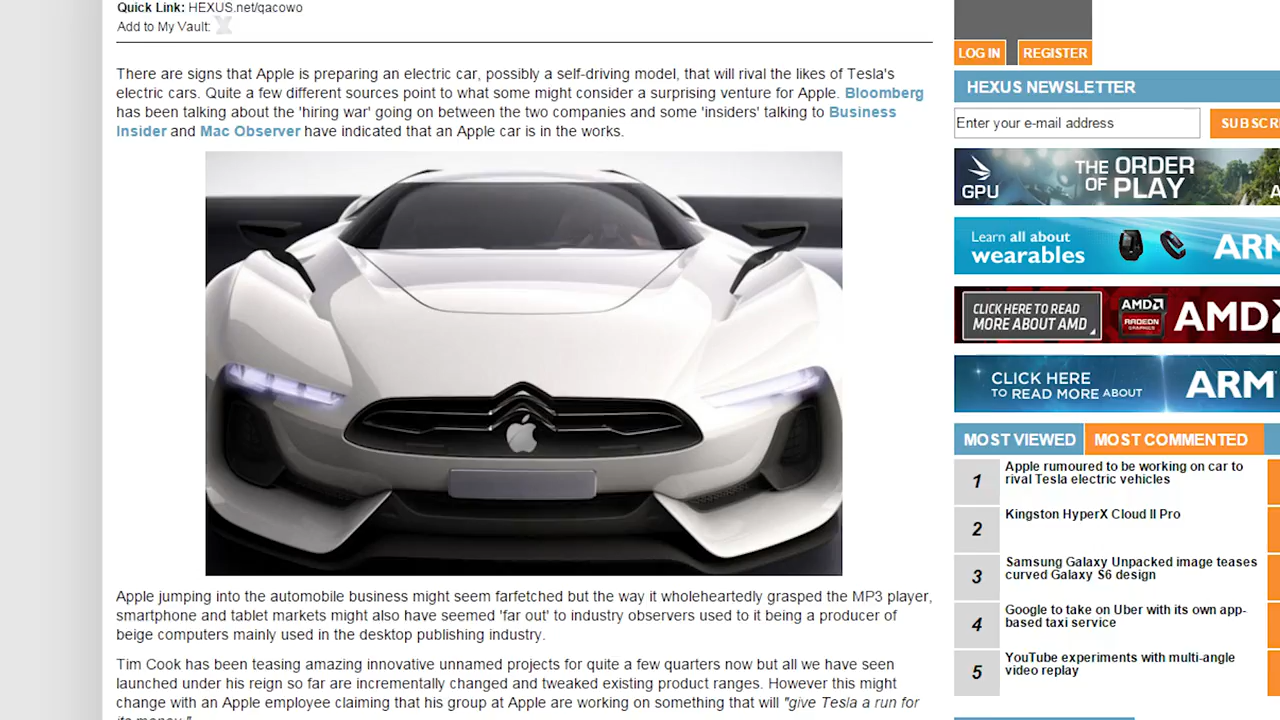 Quick Link: HEXUS.net/qacowo
Add to My Vault:
There are signs that Apple is preparing an electric car, possibly a self-driving model, that will rival the likes of Tesla's
electric cars. Quite a few different sources point to what some might consider a surprising venture for Apple. Bloomberg
has been talking about the 'hiring war' going on between the two companies and some 'insiders' talking to Business
Insider and Mac Observer have indicated that an Apple car is in the works.
Apple jumping into the automobile business might seem farfetched but the way it wholeheartedly grasped the MP3 player,
smartphone and tablet markets might also have seemed 'far out' to industry observers used to it being a producer of
beige computers mainly used in the desktop publishing industry.
Tim Cook has been teasing amazing innovative unnamed projects for quite a few quarters now but all we have seen
launched under his reign so far are incrementally changed and tweaked existing product ranges. However this might
change with an Apple employee claiming that his group at Apple are working on something that will "give Tesla a run for
its money."
LOG IN
REGISTER
HEXUS NEWSLETTER
Enter your e-mail address
SUBSCR
GPU
THE ORDER
OF PLAY
Learn all about
wearables
ARM
CLICK HERE TO READ
MORE ABOUT AMD
AMD
RADEON
GRAPHICS
AMD
CLICK HERE
TO READ MORE ABOUT
ARM
MOST VIEWED
MOST COMMENTED
1
Apple rumoured to be working on car to
rival Tesla electric vehicles
2
Kingston HyperX Cloud II Pro
3
Samsung Galaxy Unpacked image teases
curved Galaxy S6 design
4
Google to take on Uber with its own app-
based taxi service
5
YouTube experiments with multi-angle
video replay